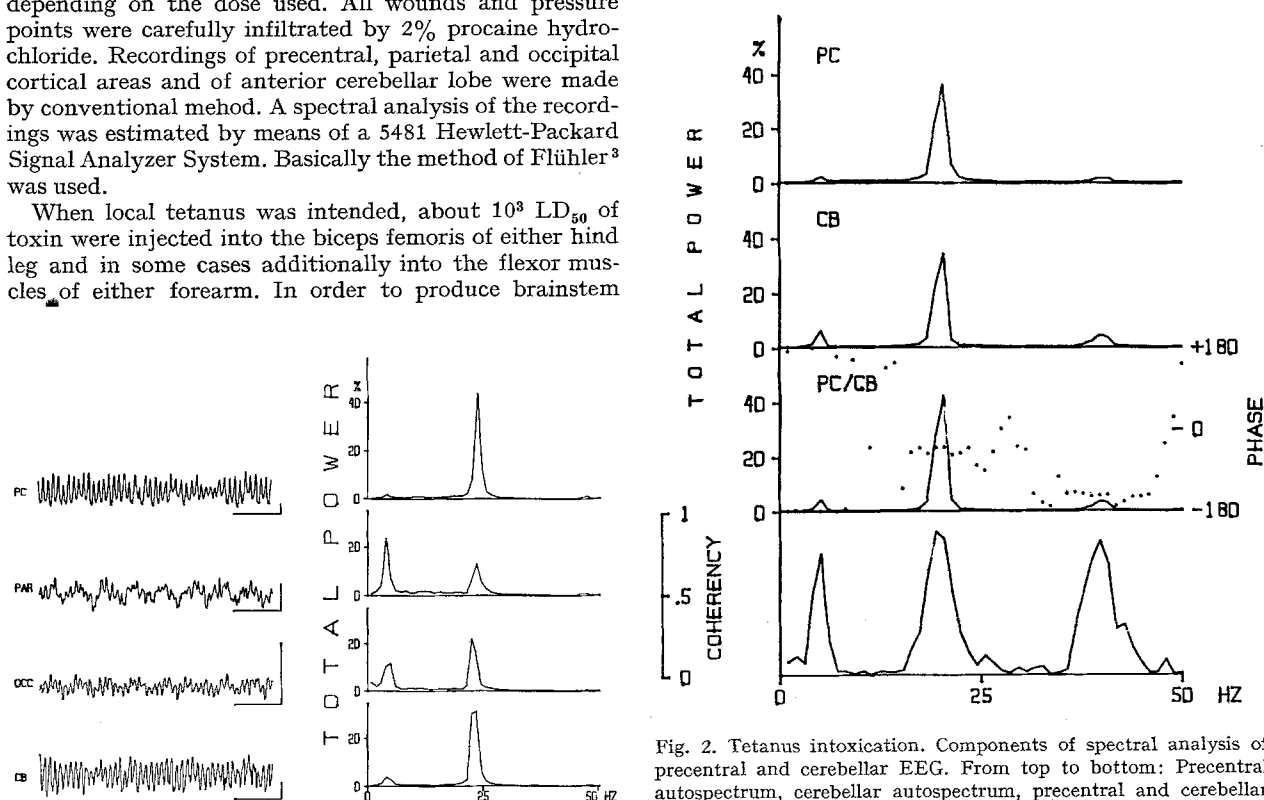 depending on the dose used. All wounds and pressure
points were carefully infiltrated by 2% procaine hydro-
chloride. Recordings of precentral, parietal and occipital
cortical areas and of anterior cerebellar lobe were made
by conventional mehod. A spectral analysis of the record-
ings was estimated by means of a 5481 Hewlett-Packard
Signal Analyzer System. Basically the method of Flühler³
was used.
When local tetanus was intended, about 10³ LD₅₀ of
toxin were injected into the biceps femoris of either hind
leg and in some cases additionally into the flexor mus-
cles of either forearm. In order to produce brainstem
PC
PAR
OCC
CB
TOTAL POWER
%
40
20
0
20
0
20
0
20
0
0 25 50 HZ
TOTAL POWER
%
PC
40
20
0
CB
40
20
0
+180
PC/CB
40
20
0
0
-180
PHASE
1
.5
0
COHERENCY
0 25 50 HZ
Fig. 2. Tetanus intoxication. Components of spectral analysis of
precentral and cerebellar EEG. From top to bottom: Precentral
autospectrum, cerebellar autospectrum, precentral and cerebellar